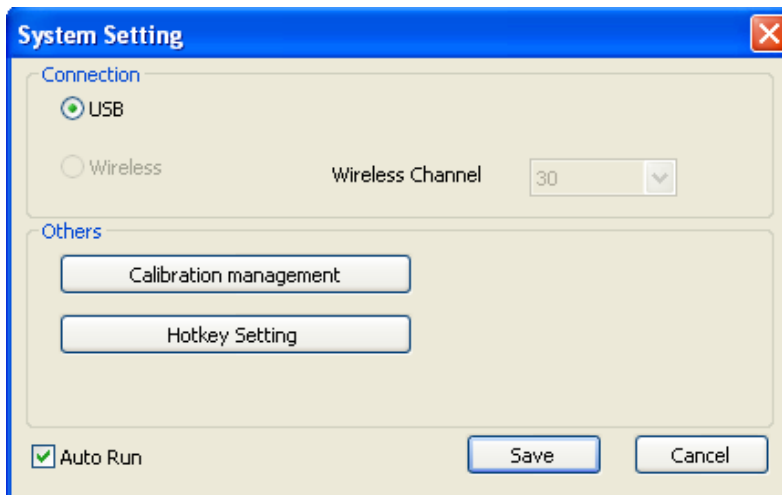 System Setting
Connection
USB
Wireless Wireless Channel 30
Others
Calibration management
Hotkey Setting
Auto Run Save Cancel